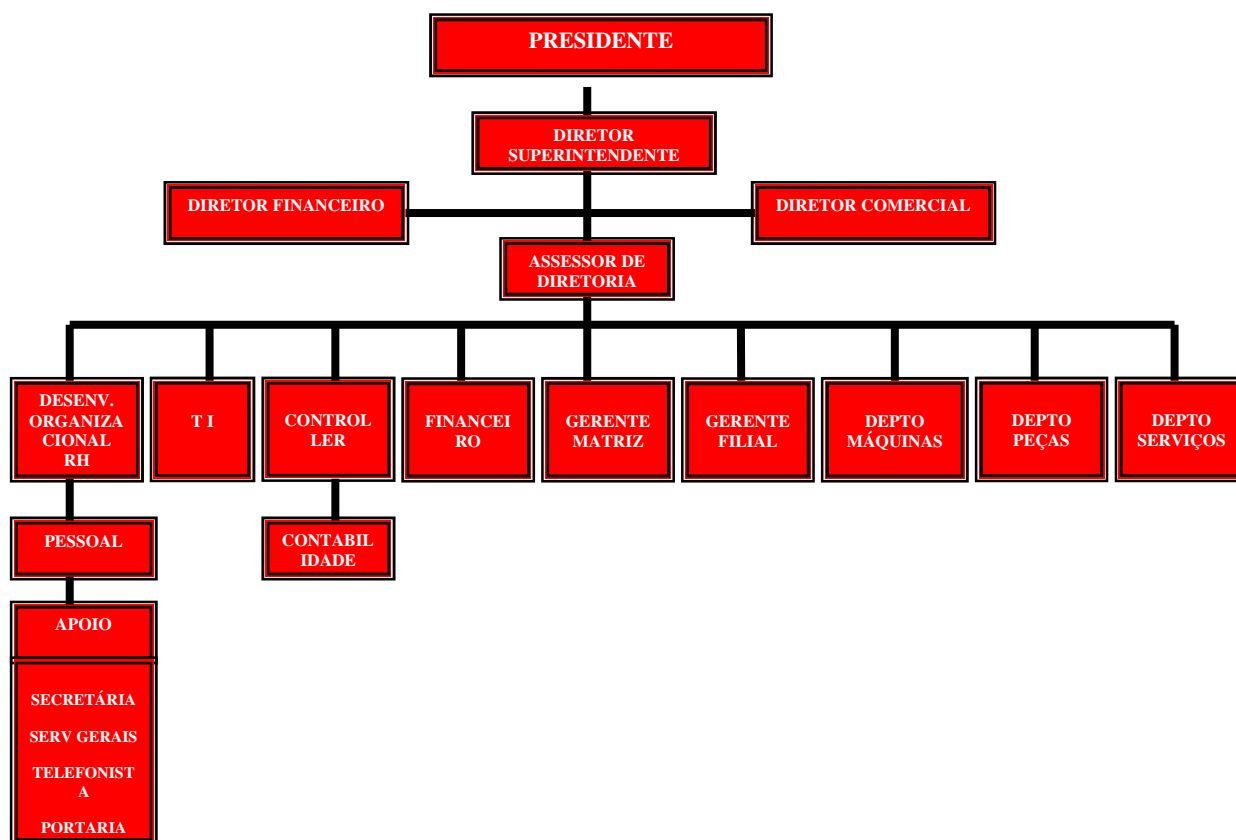 PRESIDENTE
DIRETOR
SUPERINTENDENTE
DIRETOR FINANCEIRO
DIRETOR COMERCIAL
ASSESSOR DE
DIRETORIA
DESENV.
ORGANIZA
CIONAL
RH
T I
CONTROL
LER
FINANCEI
RO
GERENTE
MATRIZ
GERENTE
FILIAL
DEPTO
MÁQUINAS
DEPTO
PEÇAS
DEPTO
SERVIÇOS
PESSOAL
CONTABIL
IDADE
APOIO
SECRETÁRIA
SERV GERAIS
TELEFONIST
A
PORTARIA